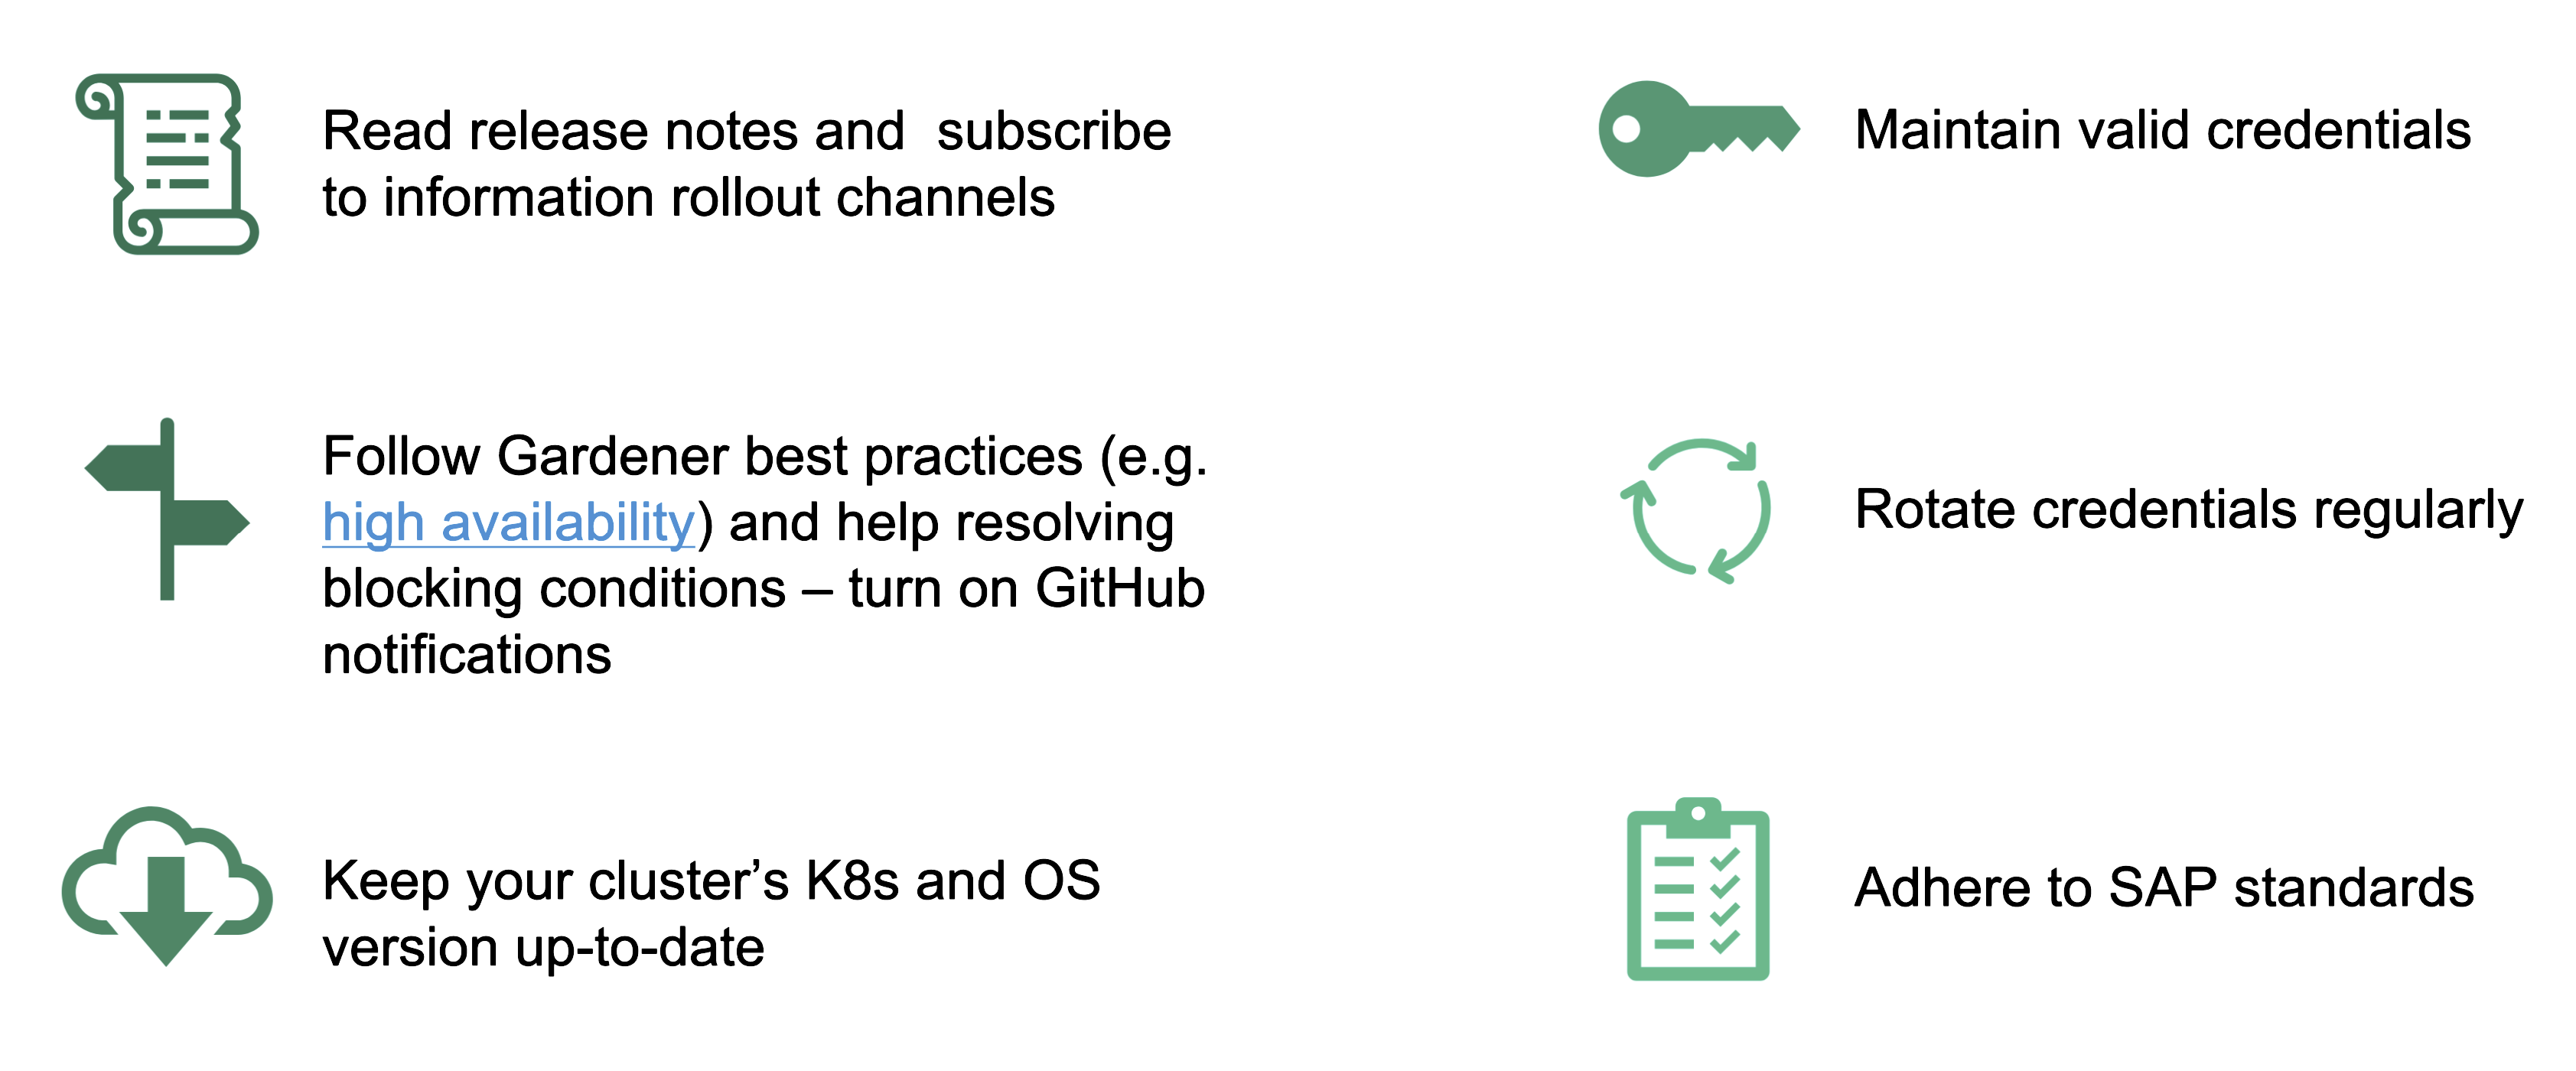 Read release notes and  subscribe
to information rollout channels
Follow Gardener best practices (e.g.
high availability) and help resolving
blocking conditions – turn on GitHub
notifications
Keep your cluster’s K8s and OS
version up-to-date
Maintain valid credentials
Rotate credentials regularly
Adhere to SAP standards